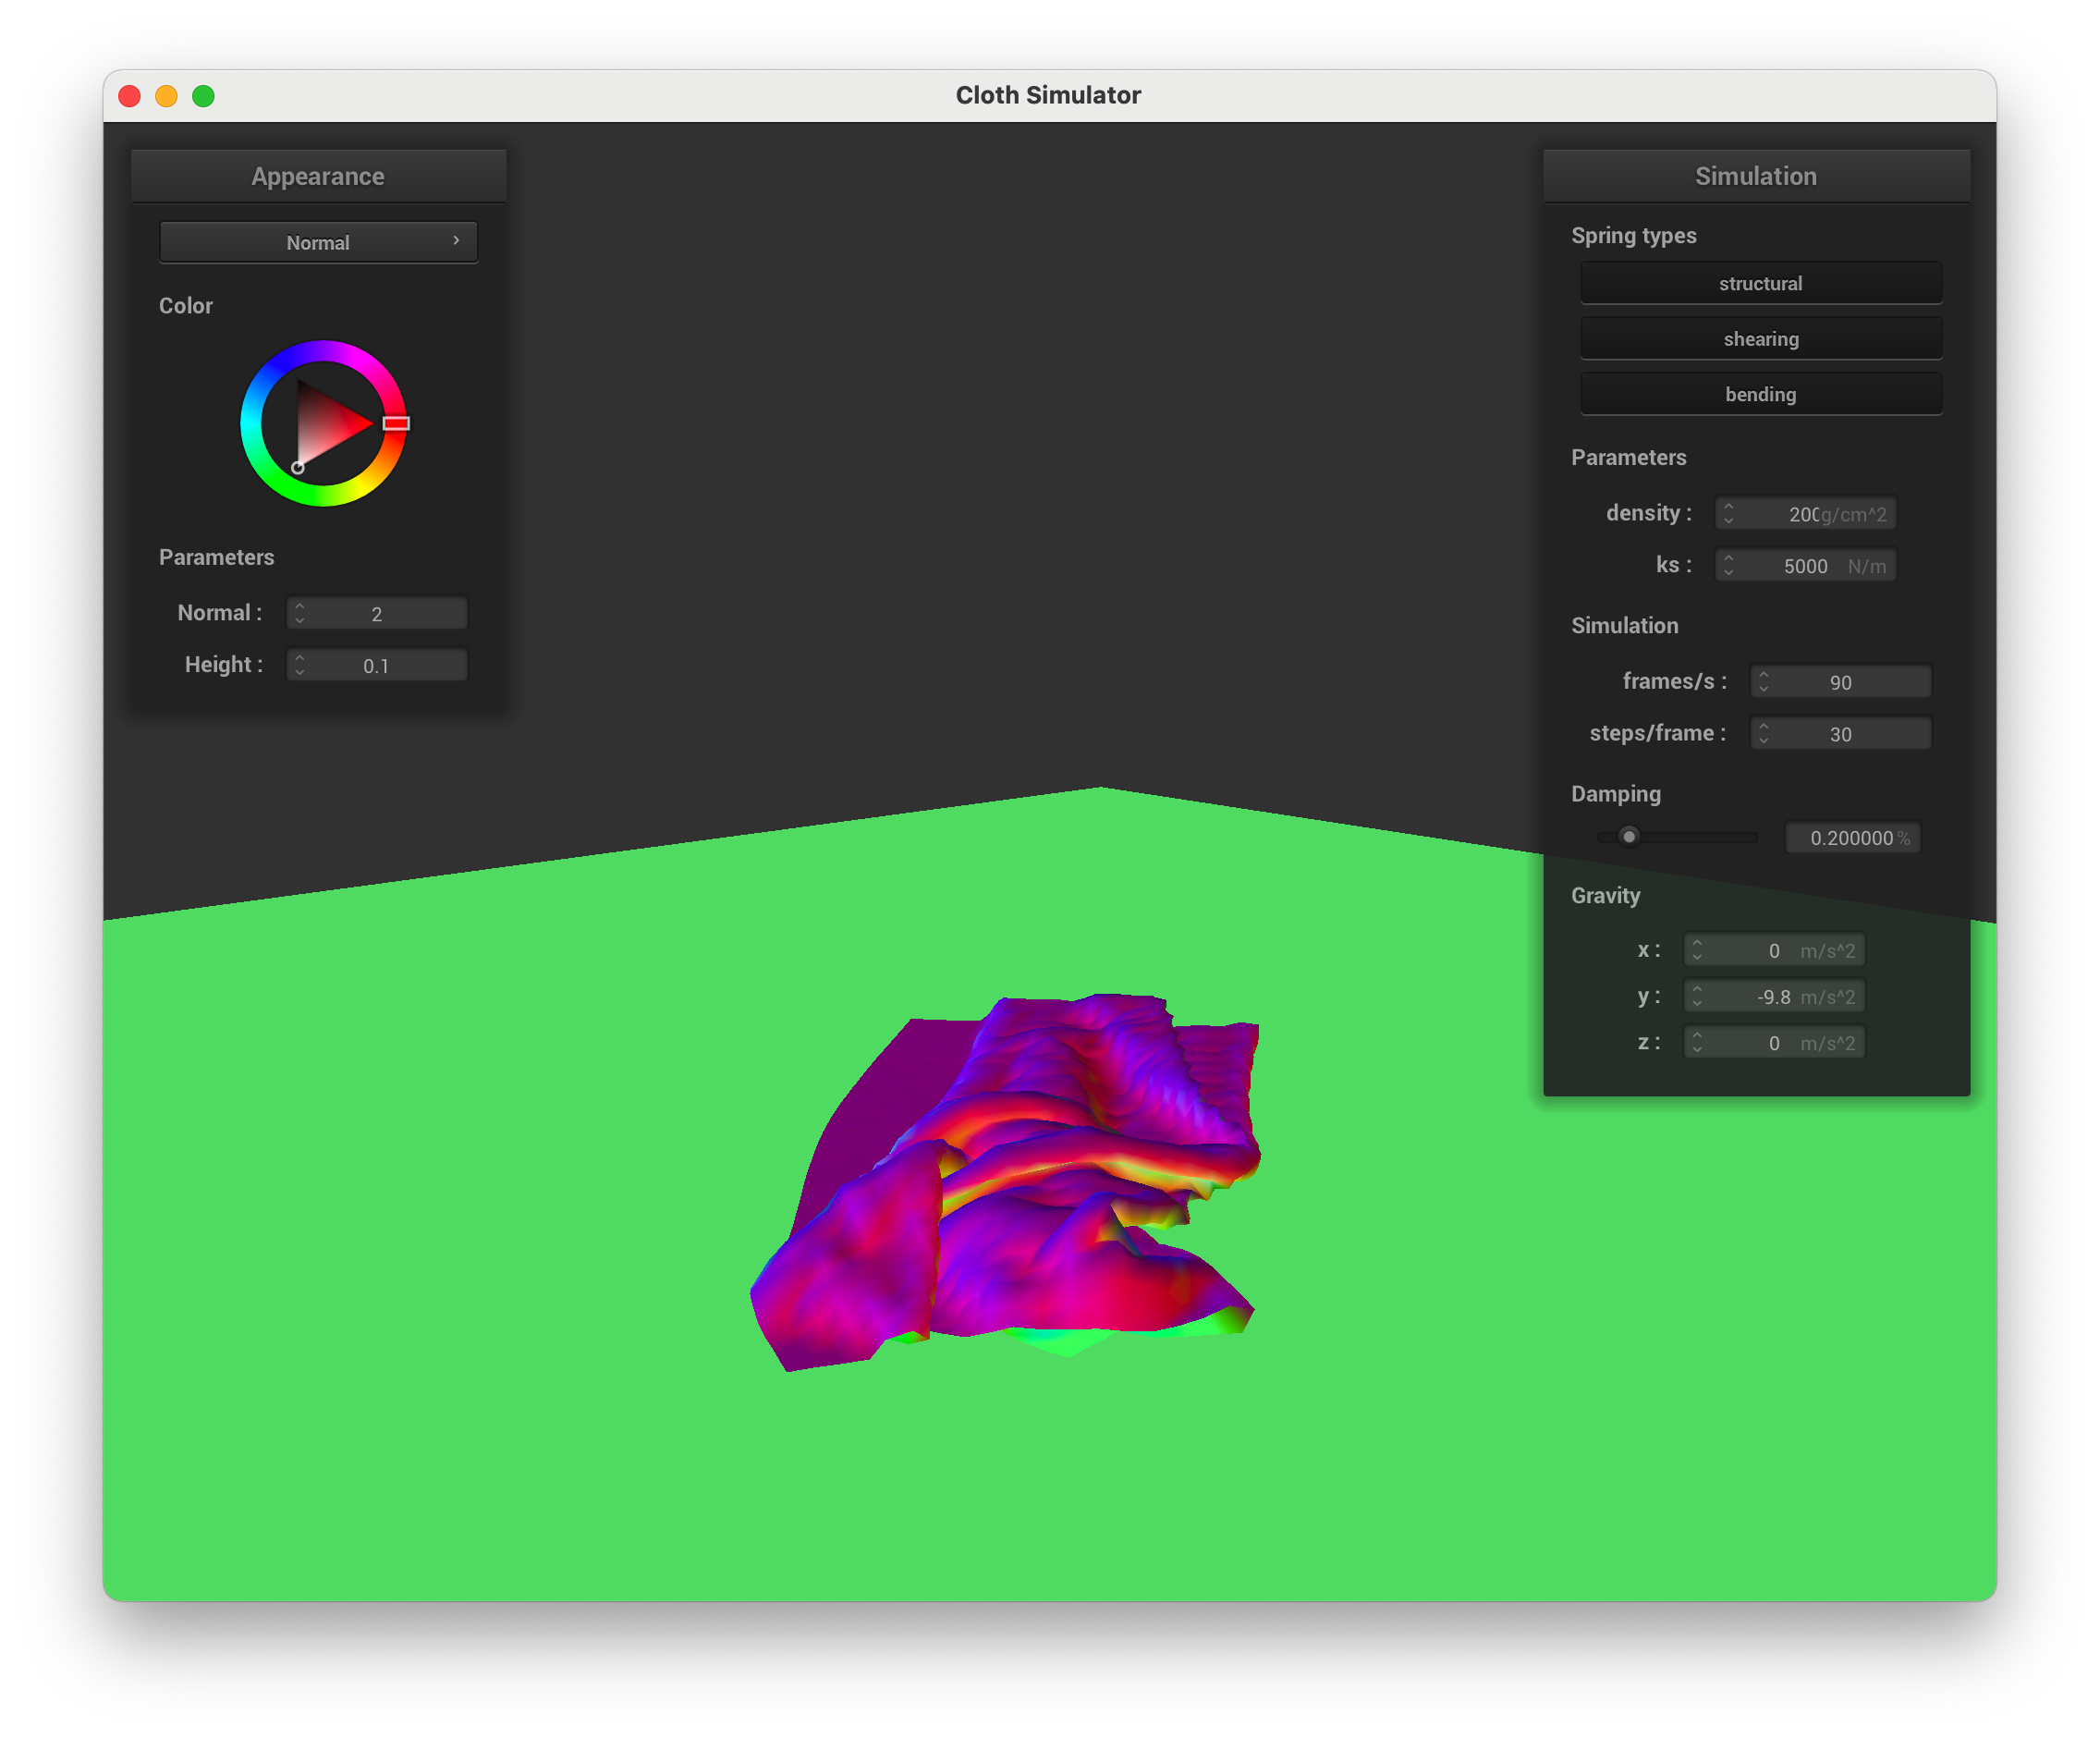 Cloth Simulator
Appearance
Normal
Color
Parameters
Normal : 2
Height : 0.1
Simulation
Spring types
structural
shearing
bending
Parameters
density : 200 g/cm^2
ks : 5000 N/m
Simulation
frames/s : 90
steps/frame : 30
Damping
0.200000 %
Gravity
x : 0 m/s^2
y : -9.8 m/s^2
z : 0 m/s^2